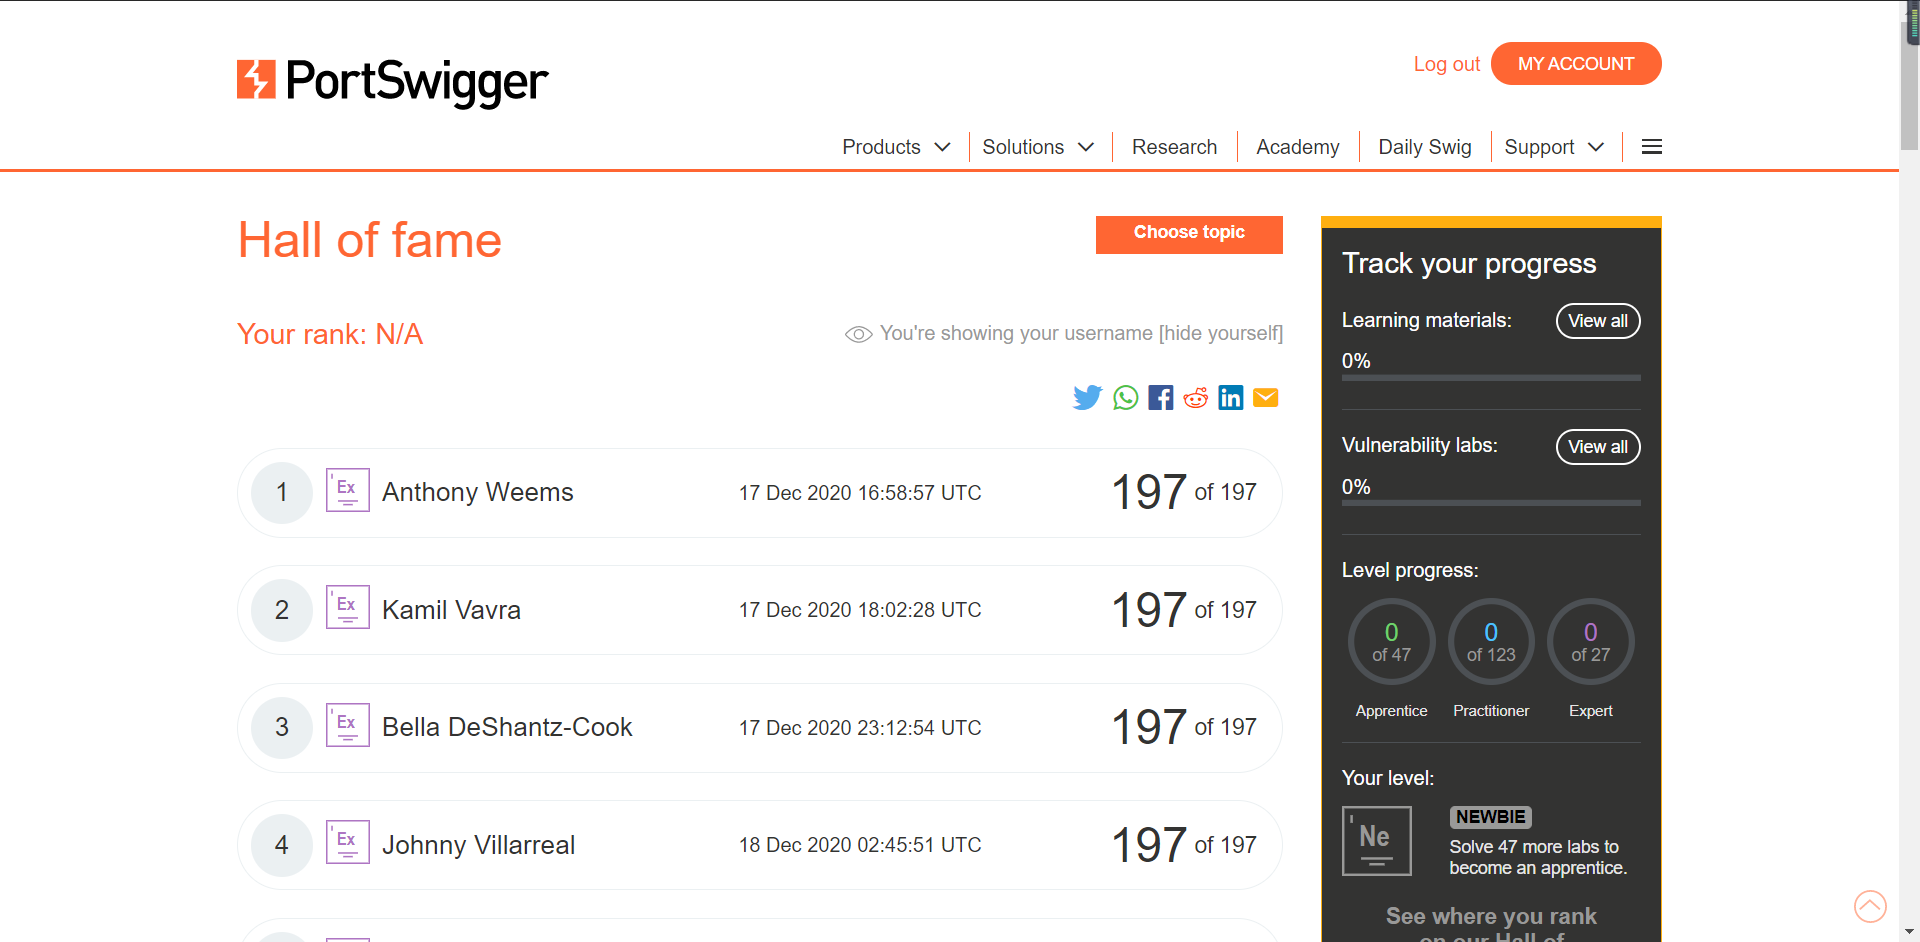 PortSwigger
Log out
MY ACCOUNT
Products
Solutions
Research
Academy
Daily Swig
Support
Hall of fame
Choose topic
Your rank: N/A
You're showing your username [hide yourself]
1 Ex Anthony Weems 17 Dec 2020 16:58:57 UTC 197 of 197
2 Ex Kamil Vavra 17 Dec 2020 18:02:28 UTC 197 of 197
3 Ex Bella DeShantz-Cook 17 Dec 2020 23:12:54 UTC 197 of 197
4 Ex Johnny Villarreal 18 Dec 2020 02:45:51 UTC 197 of 197
Track your progress
Learning materials:
View all
0%
Vulnerability labs:
View all
0%
Level progress:
0
of 47
Apprentice
0
of 123
Practitioner
0
of 27
Expert
Your level:
Ne
NEWBIE
Solve 47 more labs to
become an apprentice.
See where you rank
on our Hall of